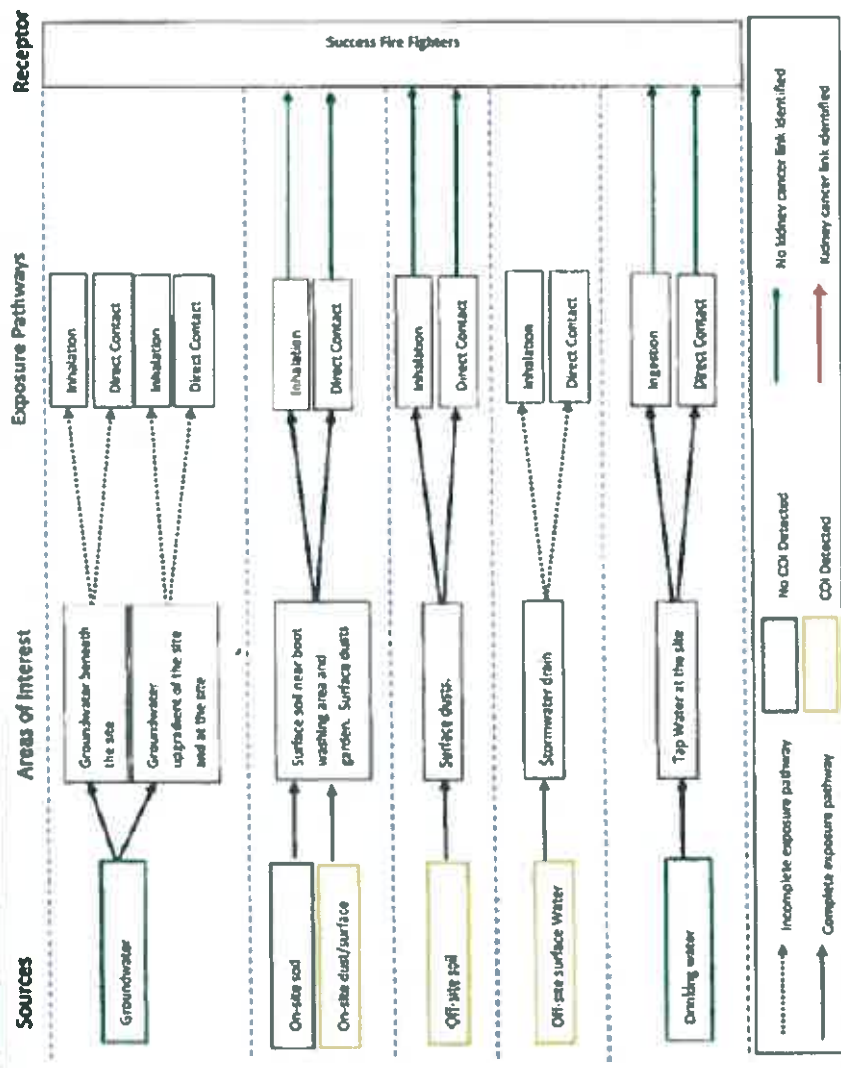 Sources
Areas of Interest
Exposure Pathways
Receptor
Groundwater
Groundwater beneath
the site
Groundwater
upgradient of the site
and at the site
Inhalation
Direct Contact
Inhalation
Direct Contact
Success Fire Fighters
On-site soil
On-site dust/surface
Surface soil near boot
washing area and
garden. Surface dusts
Inhalation
Direct Contact
Off-site soil
Surface dusts.
Inhalation
Direct Contact
Off-site surface Water
Stormwater drain
Inhalation
Direct Contact
Drinking water
Tap Water at the site
Ingestion
Direct Contact
Incomplete exposure pathway
No COI Detected
No kidney cancer link identified
Complete exposure pathway
COI Detected
Kidney cancer link identified